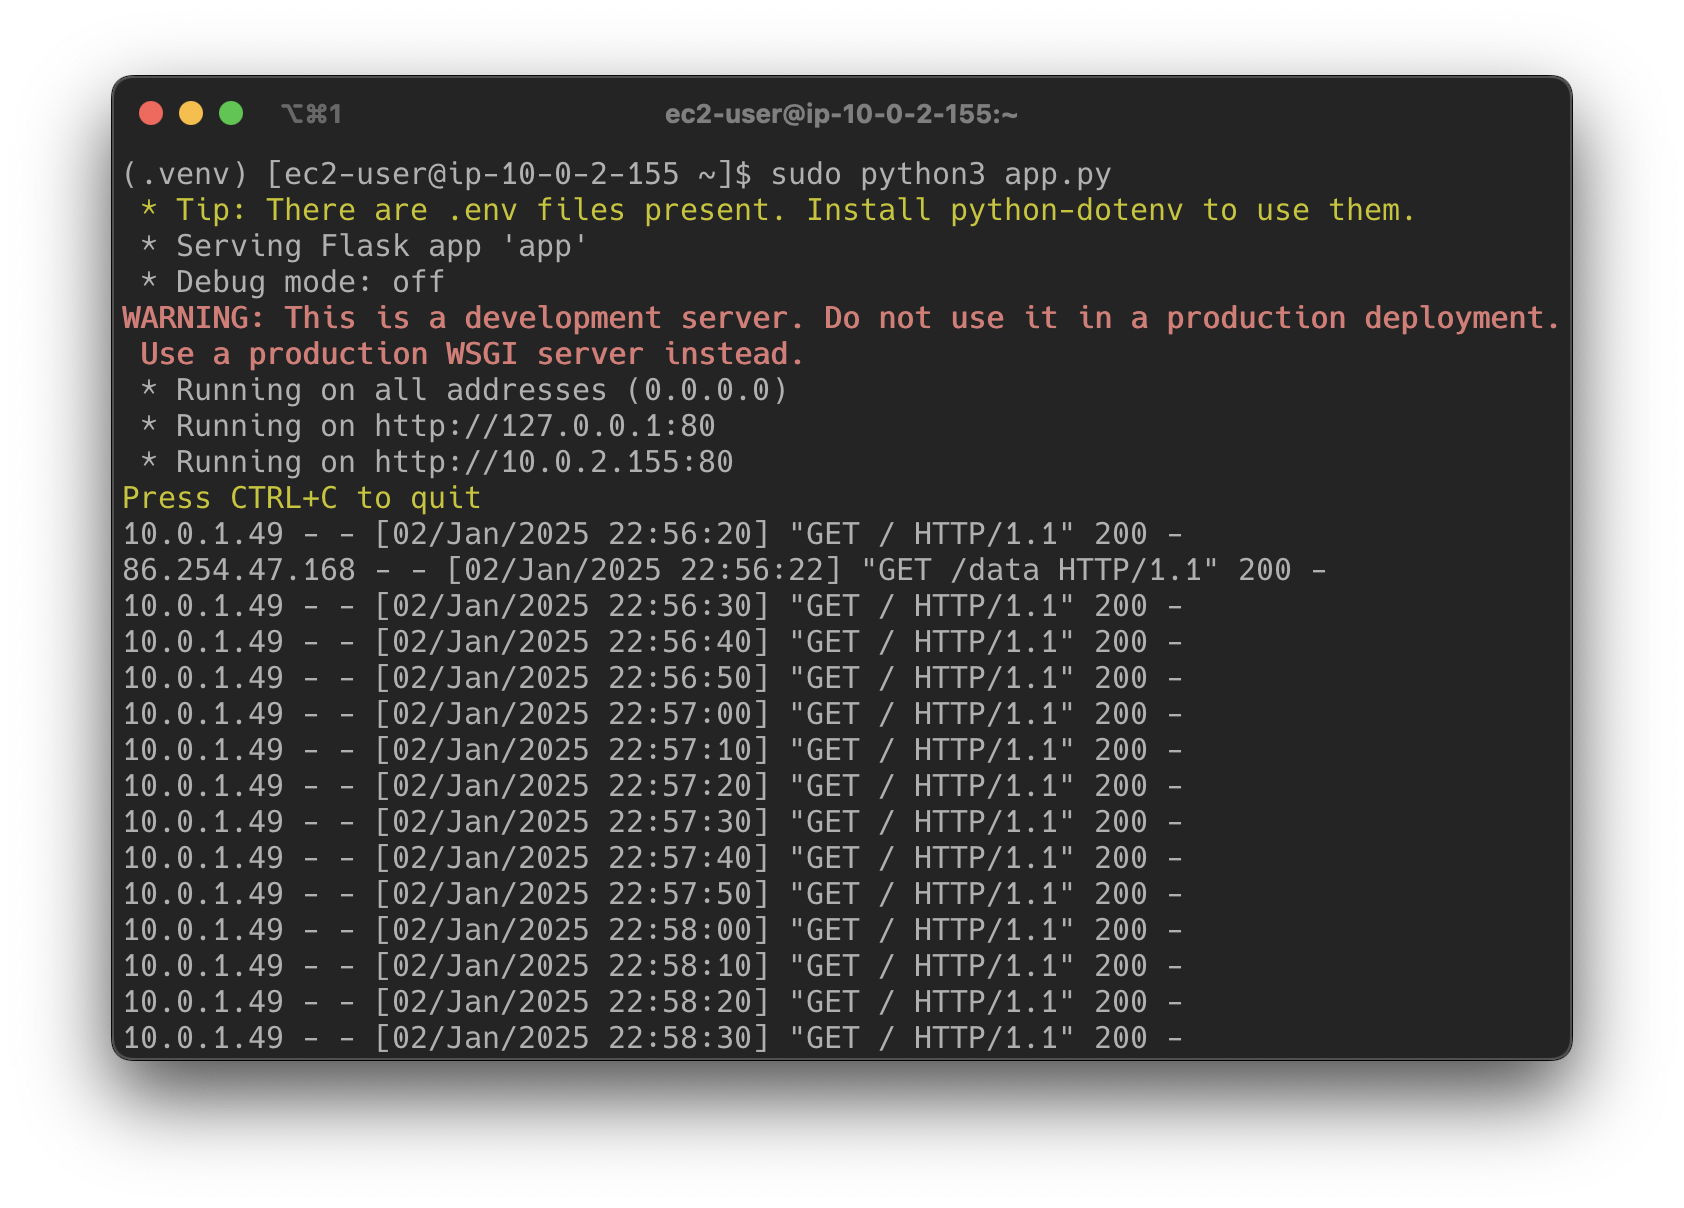 ⌥⌘1
ec2-user@ip-10-0-2-155:~
(.venv) [ec2-user@ip-10-0-2-155 ~]$ sudo python3 app.py
 * Tip: There are .env files present. Install python-dotenv to use them.
 * Serving Flask app 'app'
 * Debug mode: off
WARNING: This is a development server. Do not use it in a production deployment.
 Use a production WSGI server instead.
 * Running on all addresses (0.0.0.0)
 * Running on http://127.0.0.1:80
 * Running on http://10.0.2.155:80
Press CTRL+C to quit
10.0.1.49 - - [02/Jan/2025 22:56:20] "GET / HTTP/1.1" 200 -
86.254.47.168 - - [02/Jan/2025 22:56:22] "GET /data HTTP/1.1" 200 -
10.0.1.49 - - [02/Jan/2025 22:56:30] "GET / HTTP/1.1" 200 -
10.0.1.49 - - [02/Jan/2025 22:56:40] "GET / HTTP/1.1" 200 -
10.0.1.49 - - [02/Jan/2025 22:56:50] "GET / HTTP/1.1" 200 -
10.0.1.49 - - [02/Jan/2025 22:57:00] "GET / HTTP/1.1" 200 -
10.0.1.49 - - [02/Jan/2025 22:57:10] "GET / HTTP/1.1" 200 -
10.0.1.49 - - [02/Jan/2025 22:57:20] "GET / HTTP/1.1" 200 -
10.0.1.49 - - [02/Jan/2025 22:57:30] "GET / HTTP/1.1" 200 -
10.0.1.49 - - [02/Jan/2025 22:57:40] "GET / HTTP/1.1" 200 -
10.0.1.49 - - [02/Jan/2025 22:57:50] "GET / HTTP/1.1" 200 -
10.0.1.49 - - [02/Jan/2025 22:58:00] "GET / HTTP/1.1" 200 -
10.0.1.49 - - [02/Jan/2025 22:58:10] "GET / HTTP/1.1" 200 -
10.0.1.49 - - [02/Jan/2025 22:58:20] "GET / HTTP/1.1" 200 -
10.0.1.49 - - [02/Jan/2025 22:58:30] "GET / HTTP/1.1" 200 -